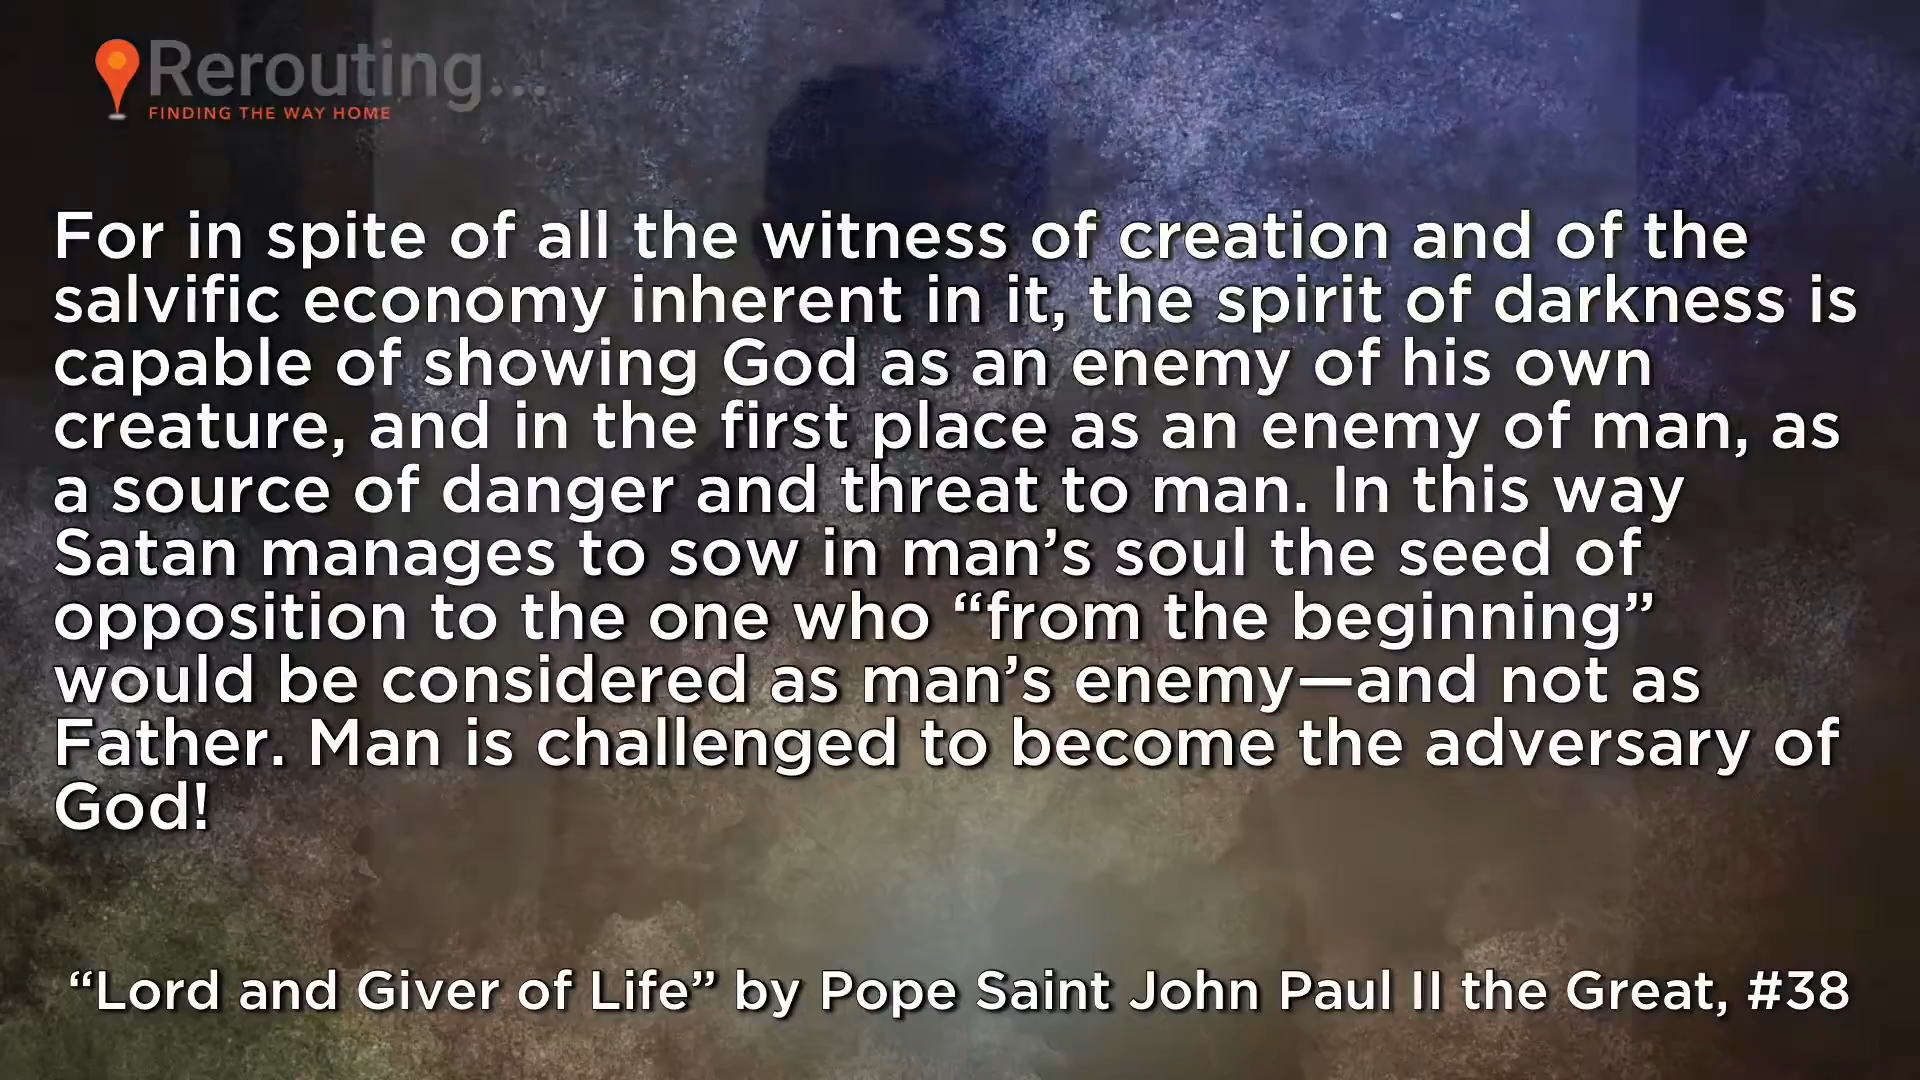 Rerouting...
FINDING THE WAY HOME
For in spite of all the witness of creation and of the
salvific economy inherent in it, the spirit of darkness is
capable of showing God as an enemy of his own
creature, and in the first place as an enemy of man, as
a source of danger and threat to man. In this way
Satan manages to sow in man’s soul the seed of
opposition to the one who “from the beginning”
would be considered as man’s enemy—and not as
Father. Man is challenged to become the adversary of
God!
“Lord and Giver of Life” by Pope Saint John Paul II the Great, #38